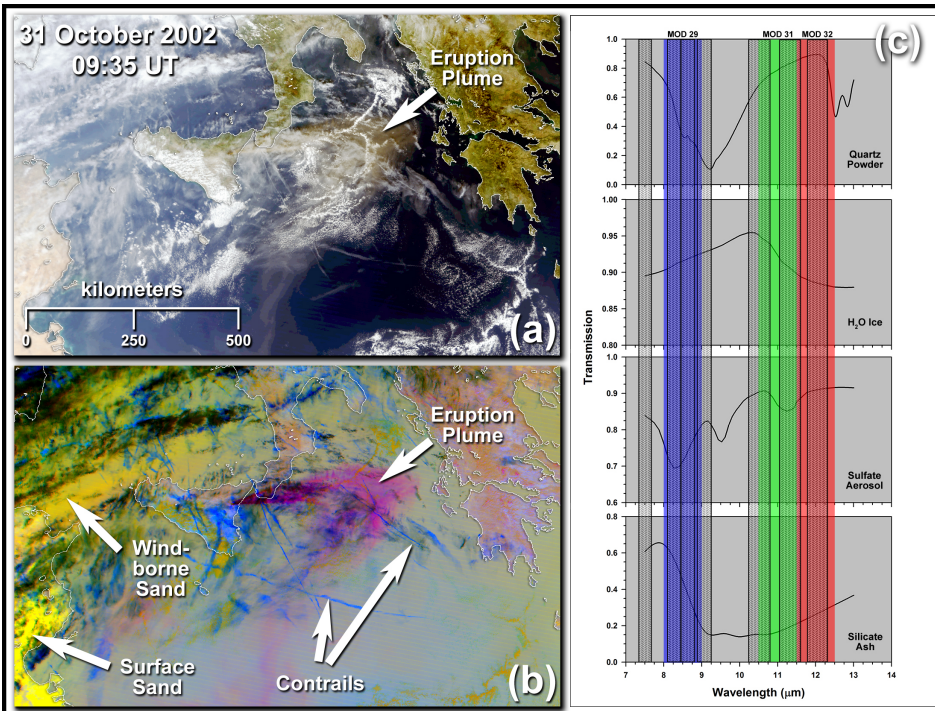 31 October 2002
09:35 UT
Eruption
Plume
kilometers
0 250 500
(a)
Eruption
Plume
Wind-
borne
Sand
Surface
Sand
Contrails
(b)
(c)
MOD 29 MOD 31 MOD 32
1.0
0.8
0.6
0.4
0.2
0.0
Quartz
Powder
1.00
0.95
0.90
0.85
0.80
H₂O Ice
Transmission
1.0
0.9
0.8
0.7
0.6
Sulfate
Aerosol
0.8
0.6
0.4
0.2
0.0
Silicate
Ash
7 8 9 10 11 12 13 14
Wavelength (μm)